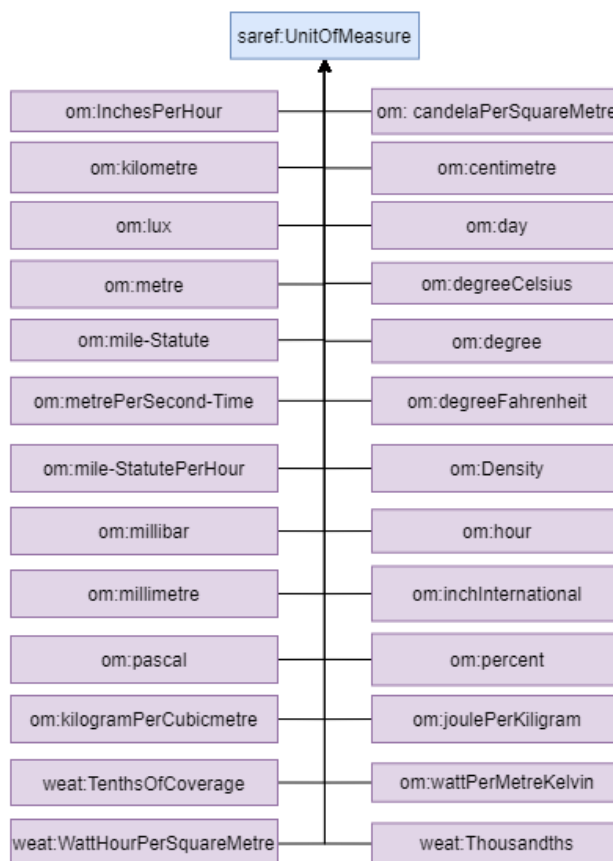 saref:UnitOfMeasure
om:InchesPerHour
om: candelaPerSquareMetre
om:kilometre
om:centimetre
om:lux
om:day
om:metre
om:degreeCelsius
om:mile-Statute
om:degree
om:metrePerSecond-Time
om:degreeFahrenheit
om:mile-StatutePerHour
om:Density
om:millibar
om:hour
om:millimetre
om:inchInternational
om:pascal
om:percent
om:kilogramPerCubicmetre
om:joulePerKiligram
weat:TenthsOfCoverage
om:wattPerMetreKelvin
weat:WattHourPerSquareMetre
weat:Thousandths